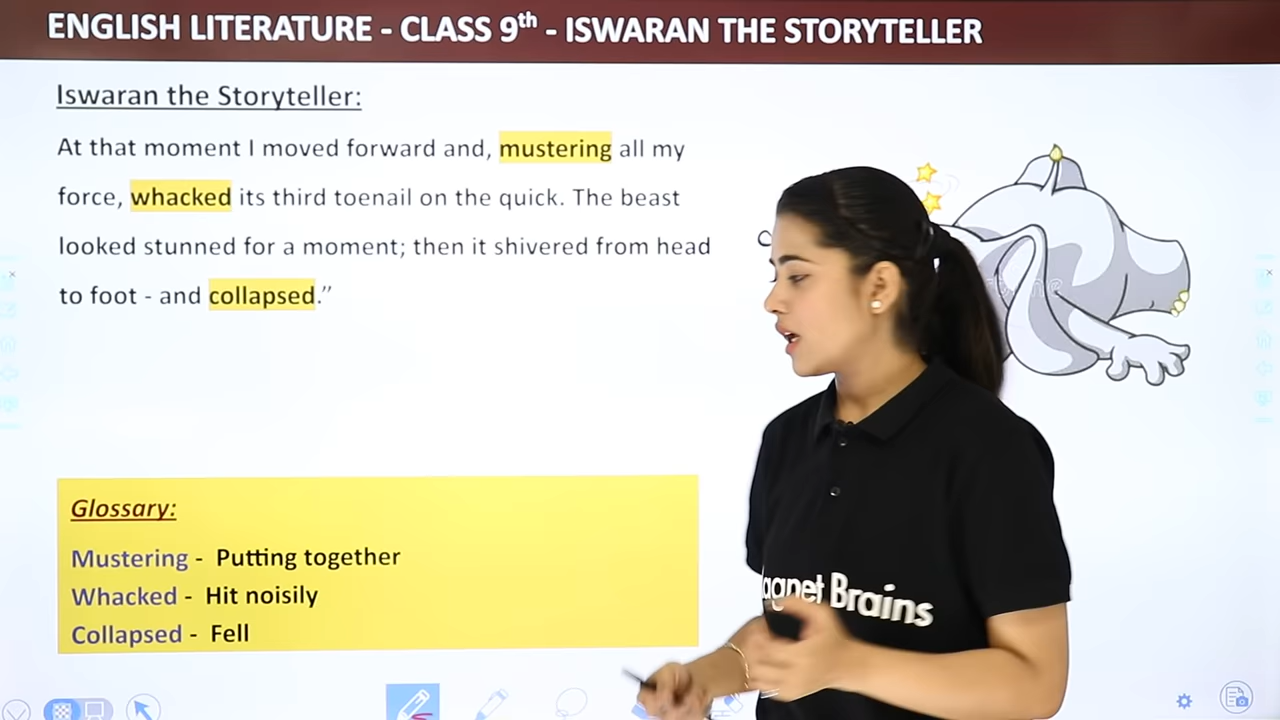 ENGLISH LITERATURE - CLASS 9th - ISWARAN THE STORYTELLER
Iswaran the Storyteller:
At that moment I moved forward and, mustering all my
force, whacked its third toenail on the quick. The beast
looked stunned for a moment; then it shivered from head
to foot - and collapsed.”
Glossary:
Mustering - Putting together
Whacked - Hit noisily
Collapsed - Fell
Brains